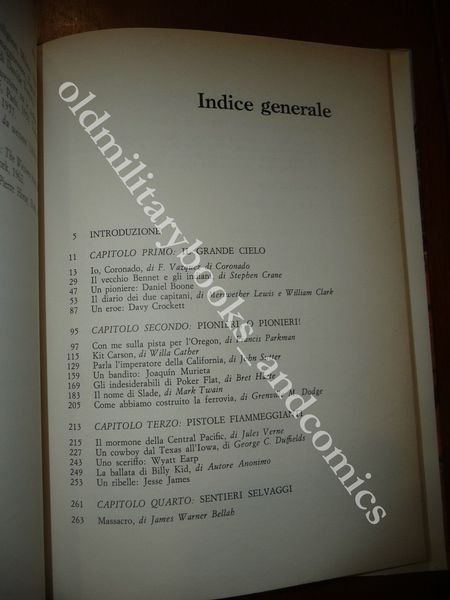 Indice generale
5 INTRODUZIONE
11 CAPITOLO PRIMO: IL GRANDE CIELO
13 Io, Coronado, di F. Vazquez di Coronado
29 Il vecchio Bennet e gli indiani, di Stephen Crane
47 Un pioniere: Daniel Boone
53 Il diario dei due capitani, di Meriwether Lewis e William Clark
87 Un eroe: Davy Crockett
95 CAPITOLO SECONDO: PIONIERI, O PIONIERI!
97 Con me sulla pista per l'Oregon, di Francis Parkman
115 Kit Carson, di Willa Cather
129 Parla l'imperatore della California, di John Sutter
159 Un bandito: Joaquín Murieta
169 Gli indesiderabili di Poker Flat, di Bret Harte
183 Il nome di Slade, di Mark Twain
205 Come abbiamo costruito la ferrovia, di Grenville M. Dodge
213 CAPITOLO TERZO: PISTOLE FIAMMEGGIANTI
215 Il mormone della Central Pacific, di Jules Verne
227 Un cowboy dal Texas all'Iowa, di George C. Duffields
243 Uno sceriffo: Wyatt Earp
249 La ballata di Billy Kid, di Autore Anonimo
253 Un ribelle: Jesse James
261 CAPITOLO QUARTO: SENTIERI SELVAGGI
263 Massacro, di James Warner Bellah
oldmilitarybooks_andcomics